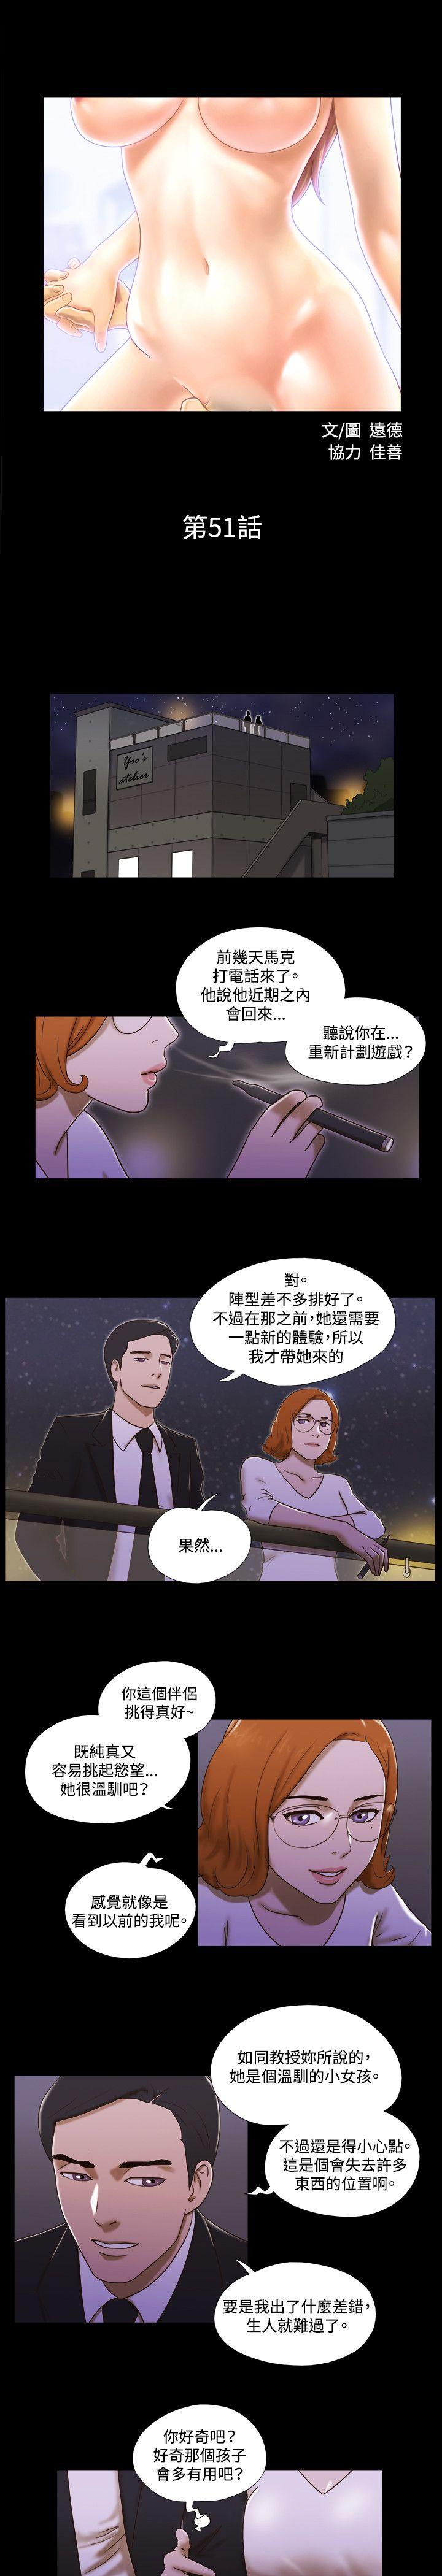 文/圖 遠德
協力 佳善
第51話
Yoo's
atelier
前幾天馬克
打電話來了。
他說他近期之內
會回來...
聽說你在...
重新計劃遊戲?
對。
陣型差不多排好了。
不過在那之前,她還需要
一點新的體驗,所以
我才帶她來的
果然...
你這個伴侶
挑得真好~
既純真又
容易挑起慾望...
她很溫馴吧?
感覺就像是
看到以前的我呢。
如同教授妳所說的,
她是個溫馴的小女孩。
不過還是得小心點。
這是個會失去許多
東西的位置啊。
要是我出了什麼差錯,
生人就難過了。
你好奇吧?
好奇那個孩子
會多有用吧?